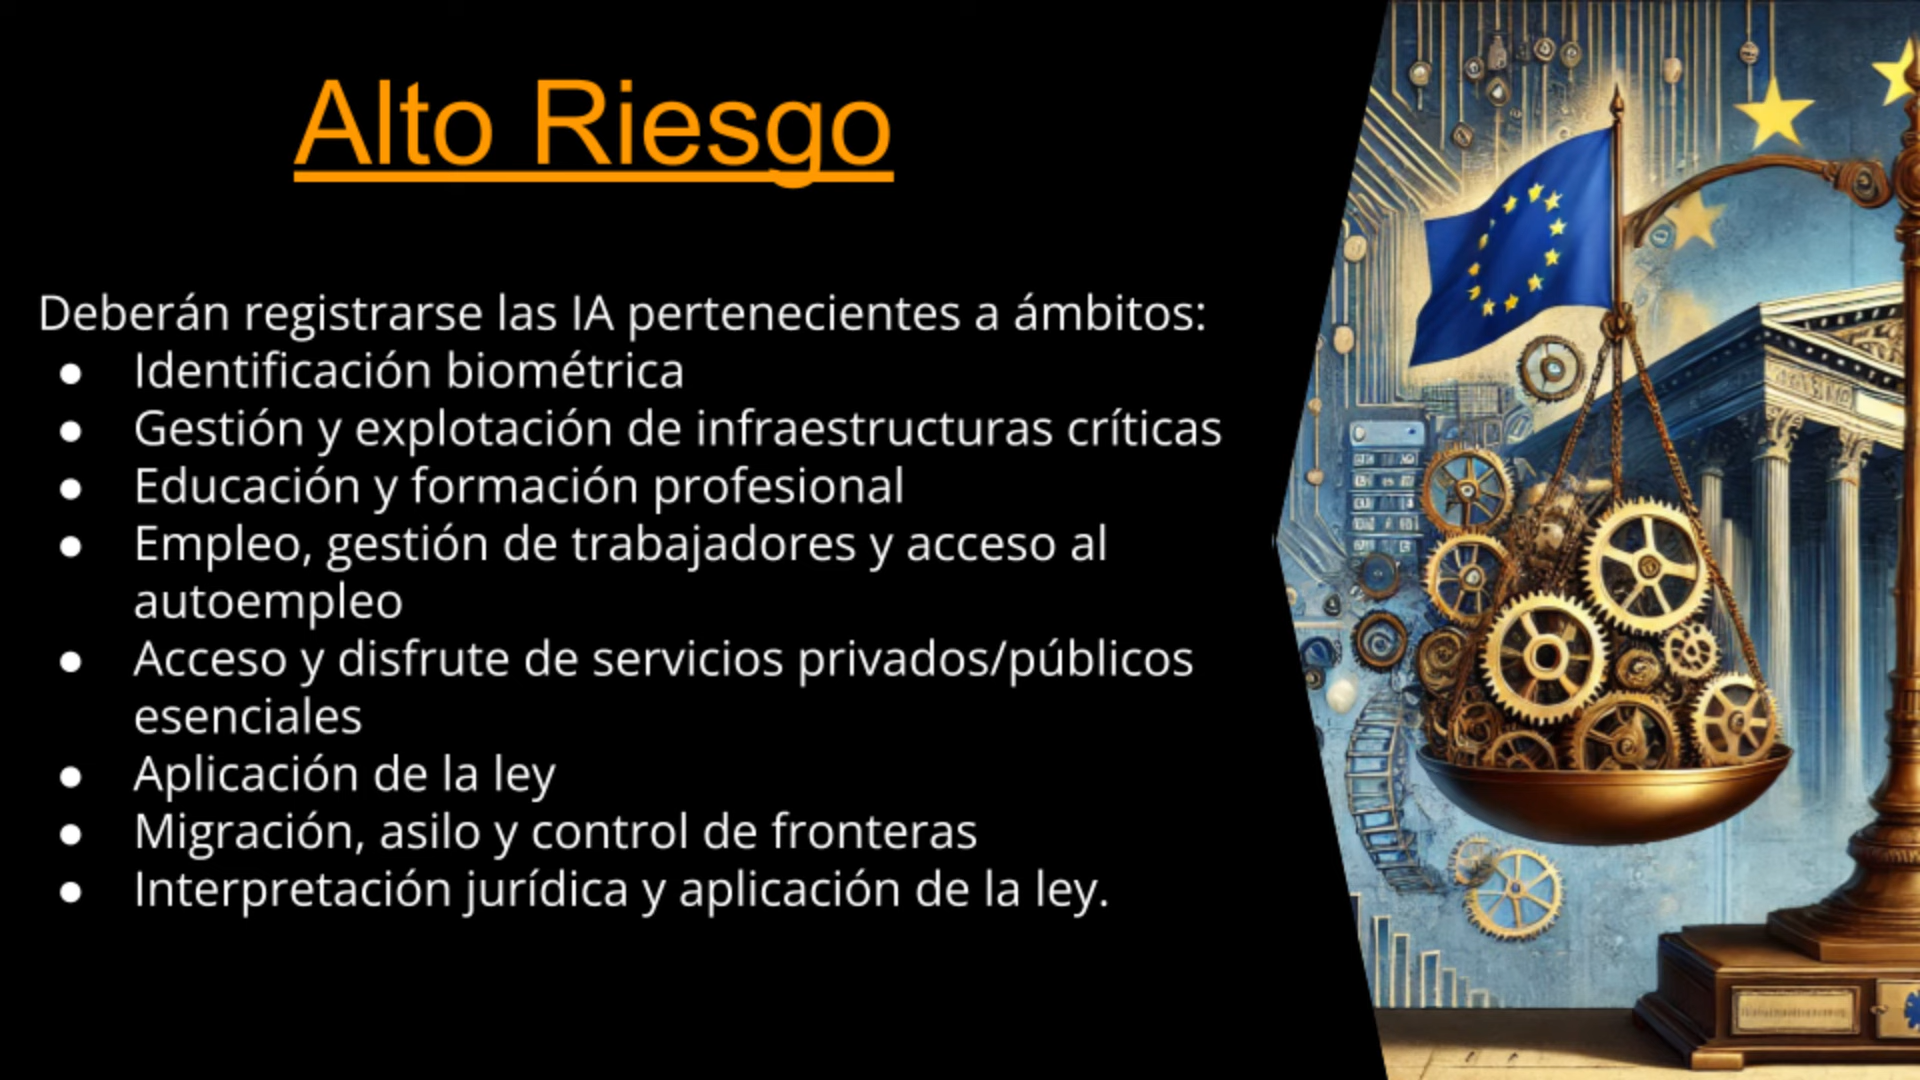 Alto Riesgo
Deberán registrarse las IA pertenecientes a ámbitos:
● Identificación biométrica
● Gestión y explotación de infraestructuras críticas
● Educación y formación profesional
● Empleo, gestión de trabajadores y acceso al
autoempleo
● Acceso y disfrute de servicios privados/públicos
esenciales
● Aplicación de la ley
● Migración, asilo y control de fronteras
● Interpretación jurídica y aplicación de la ley.